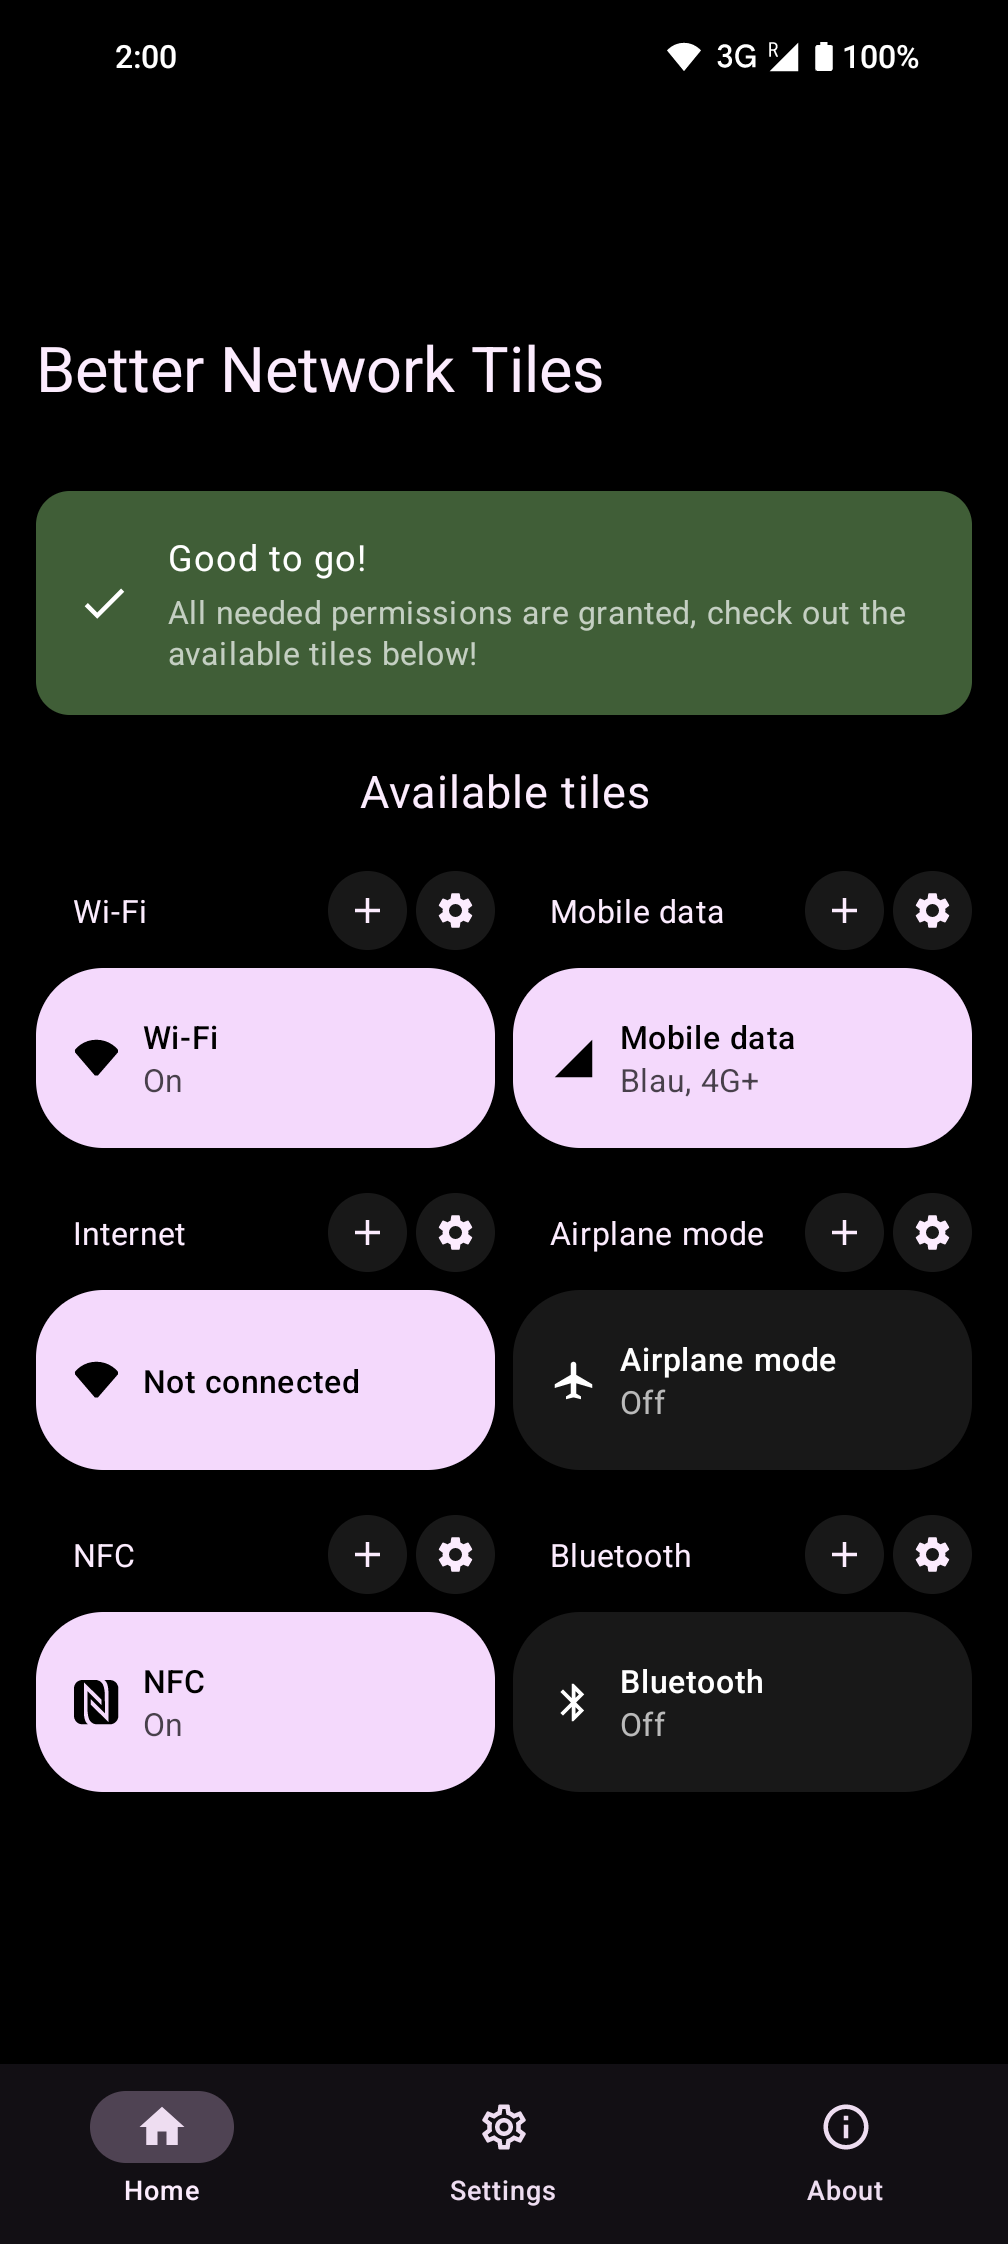 2:00
3G R 100%
Better Network Tiles
Good to go!
All needed permissions are granted, check out the
available tiles below!
Available tiles
Wi-Fi
Mobile data
Wi-Fi
On
Mobile data
Blau, 4G+
Internet
Airplane mode
Not connected
Airplane mode
Off
NFC
Bluetooth
NFC
On
Bluetooth
Off
Home
Settings
About